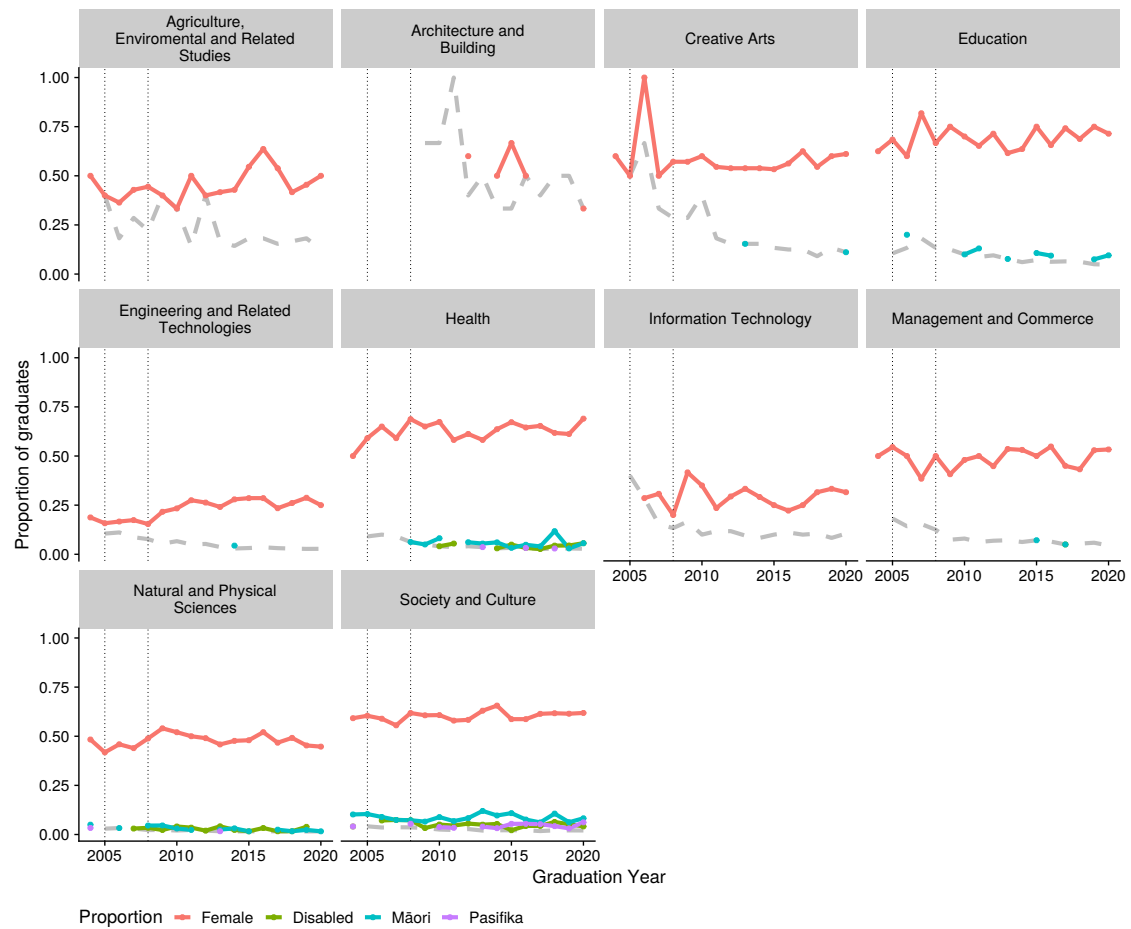 Agriculture,
Enviromental and Related
Studies
Architecture and
Building
Creative Arts
Education
1.00
0.75
0.50
0.25
0.00
Engineering and Related
Technologies
Health
Information Technology
Management and Commerce
1.00
0.75
0.50
0.25
0.00
2005 2010 2015 2020
2005 2010 2015 2020
Natural and Physical
Sciences
Society and Culture
1.00
0.75
0.50
0.25
0.00
2005 2010 2015 2020
2005 2010 2015 2020
Proportion of graduates
Graduation Year
Proportion Female Disabled Māori Pasifika